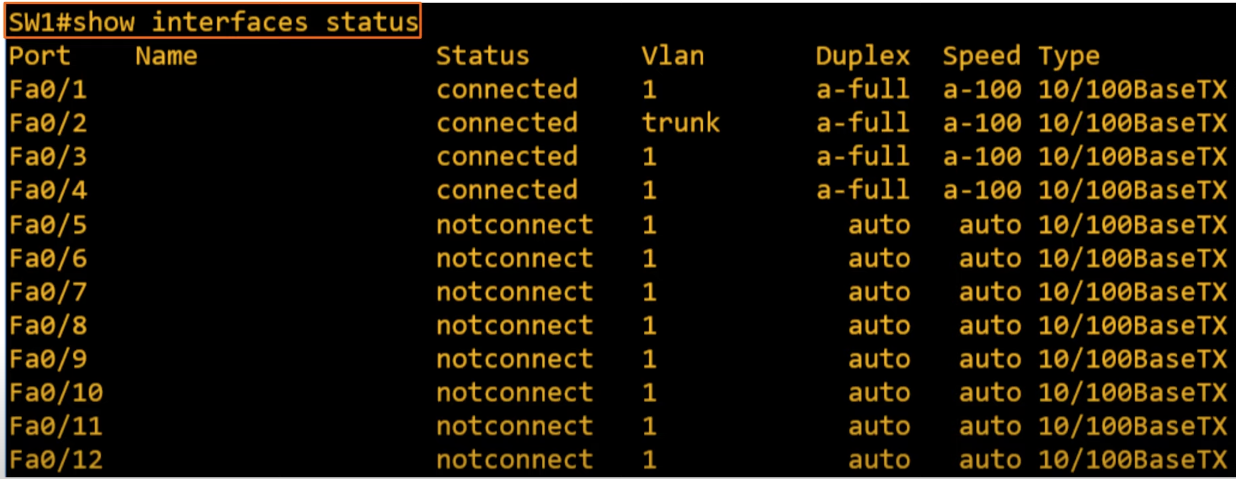 SW1#show interfaces status
Port Name Status Vlan Duplex Speed Type
Fa0/1 connected 1 a-full a-100 10/100BaseTX
Fa0/2 connected trunk a-full a-100 10/100BaseTX
Fa0/3 connected 1 a-full a-100 10/100BaseTX
Fa0/4 connected 1 a-full a-100 10/100BaseTX
Fa0/5 notconnect 1 auto auto 10/100BaseTX
Fa0/6 notconnect 1 auto auto 10/100BaseTX
Fa0/7 notconnect 1 auto auto 10/100BaseTX
Fa0/8 notconnect 1 auto auto 10/100BaseTX
Fa0/9 notconnect 1 auto auto 10/100BaseTX
Fa0/10 notconnect 1 auto auto 10/100BaseTX
Fa0/11 notconnect 1 auto auto 10/100BaseTX
Fa0/12 notconnect 1 auto auto 10/100BaseTX